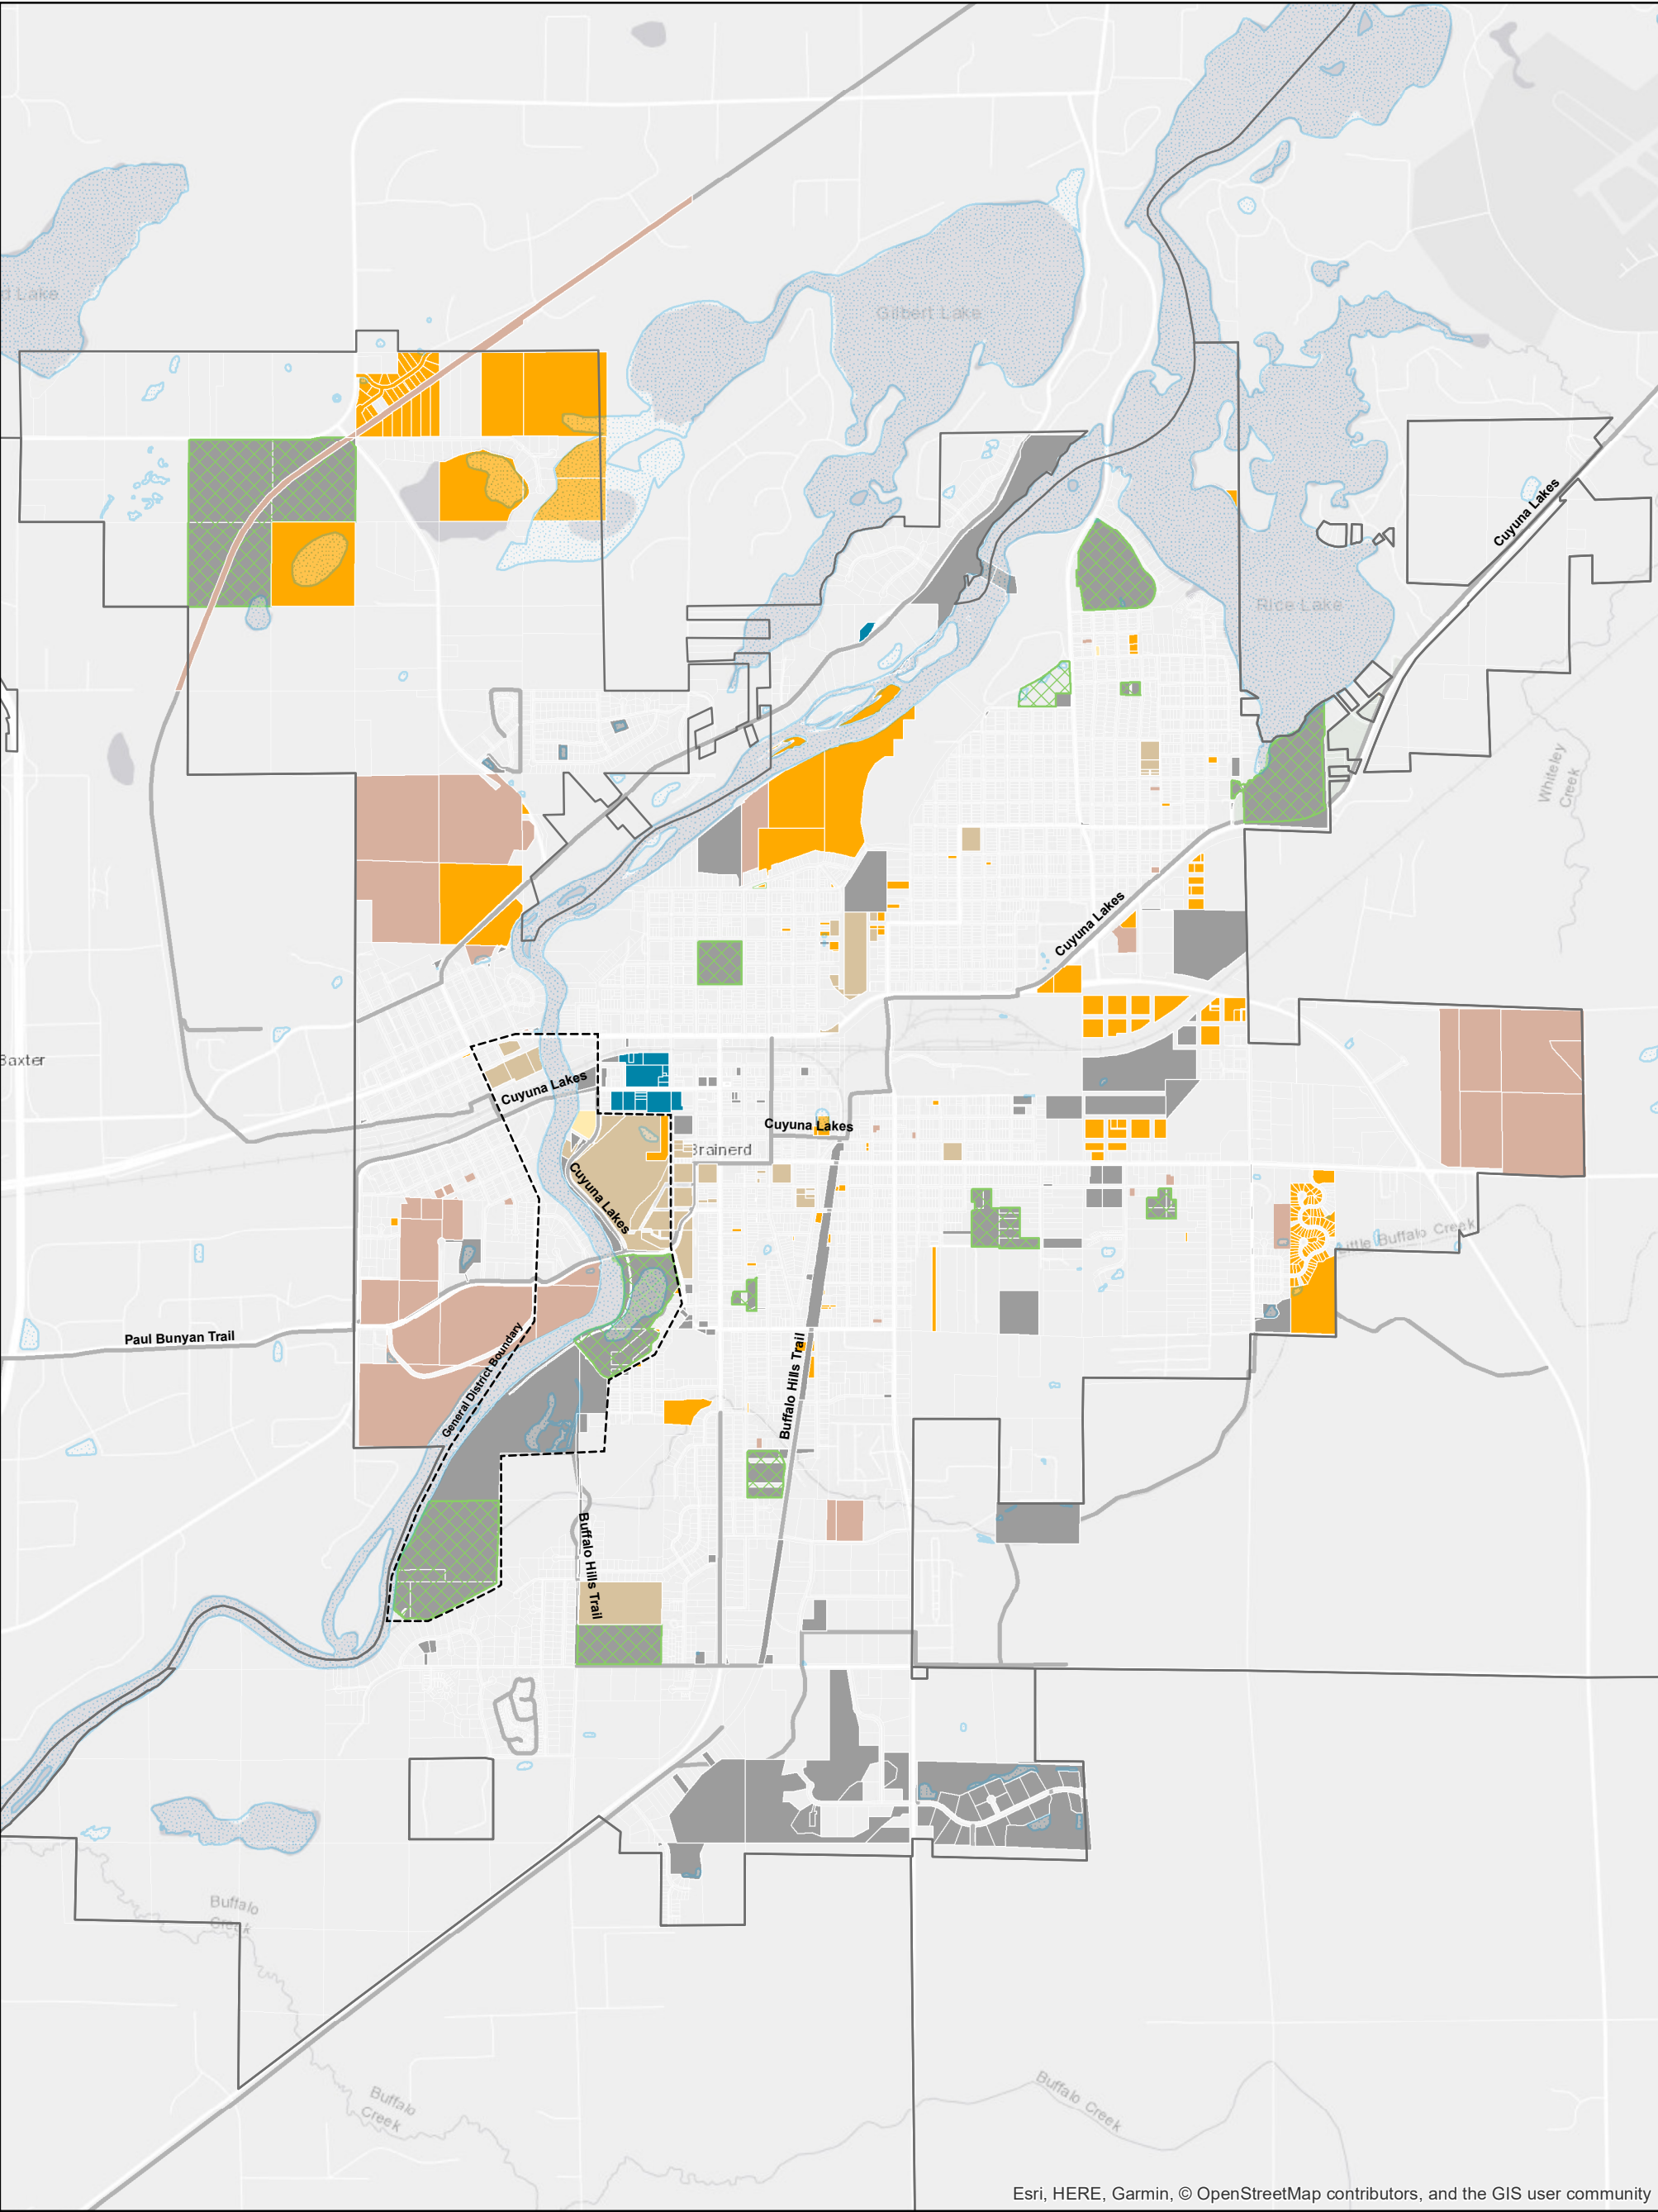 d Lake
Gilbert Lake
Cuyuna Lakes
Rice Lake
Whiteley
Creek
Cuyuna Lakes
Baxter
Cuyuna Lakes
Cuyuna Lakes
Brainerd
Cuyuna Lakes
Little Buffalo Creek
Paul Bunyan Trail
General District Boundary
Buffalo Hills Trail
Buffalo Hills Trail
Buffalo
Creek
Buffalo
Creek
Buffalo Creek
Esri, HERE, Garmin, © OpenStreetMap contributors, and the GIS user community